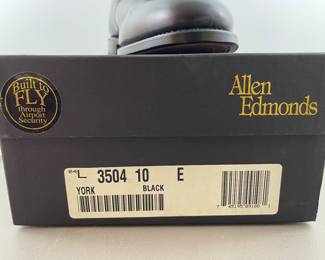 Built to
FLY
through
Airport
Security
Allen
Edmonds
3504 10 E
YORK BLACK